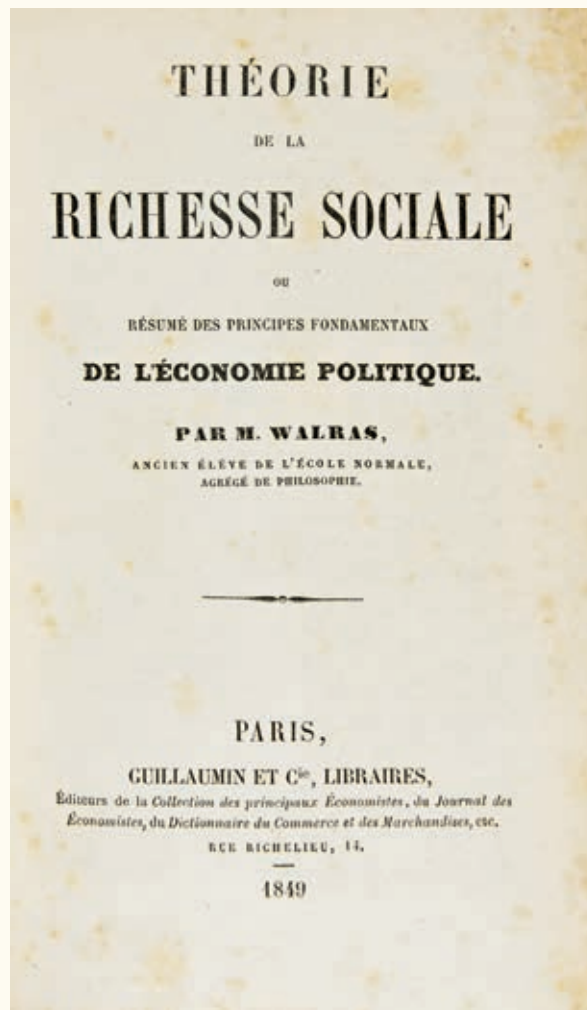 THÉORIE
DE LA
RICHESSE SOCIALE
OU
RÉSUMÉ DES PRINCIPES FONDAMENTAUX
DE L'ÉCONOMIE POLITIQUE.
PAR M. WALRAS,
ANCIEN ÉLÈVE DE L'ÉCOLE NORMALE,
AGRÉGÉ DE PHILOSOPHIE.
PARIS,
GUILLAUMIN ET Cie, LIBRAIRES,
Éditeurs de la Collection des principaux Économistes, du Journal des
Économistes, du Dictionnaire du Commerce et des Marchandises, etc.
RUE RICHELIEU, 14.
1849